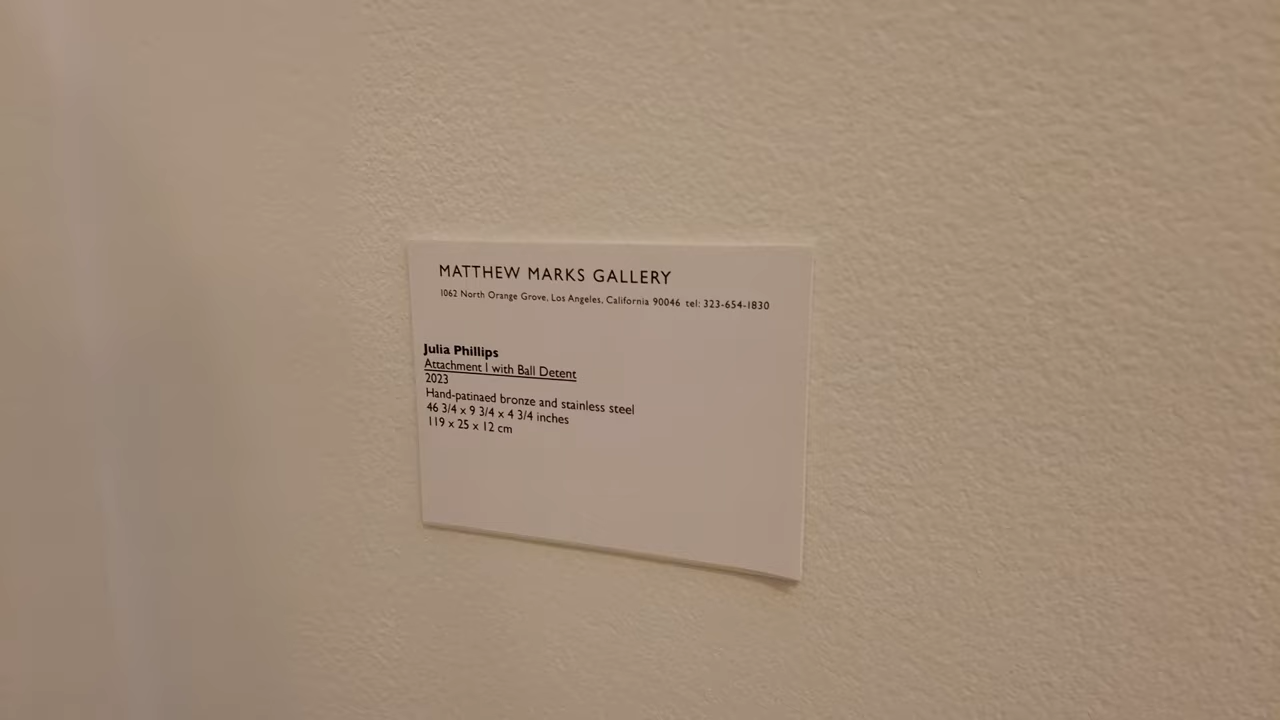 MATTHEW MARKS GALLERY
1062 North Orange Grove, Los Angeles, California 90046 tel: 323-654-1830
Julia Phillips
Attachment I with Ball Detent
2023
Hand-patinaed bronze and stainless steel
46 3/4 x 9 3/4 x 4 3/4 inches
119 x 25 x 12 cm